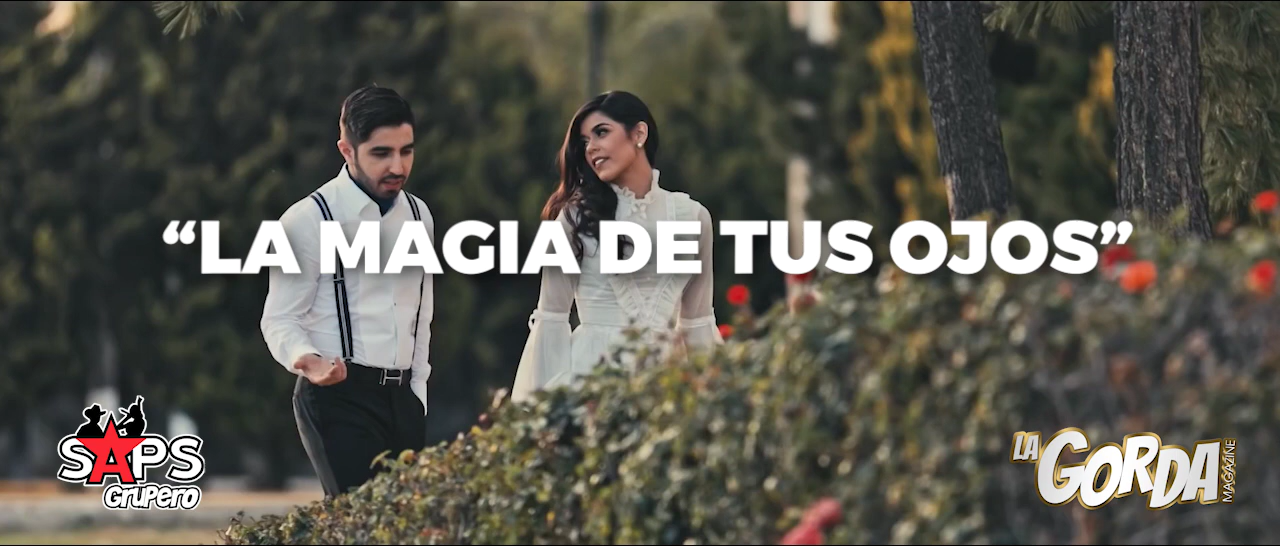 “LA MAGIA DE TUS OJOS”
SAPS
GRUPERO
LA GORDA
MAGAZINE